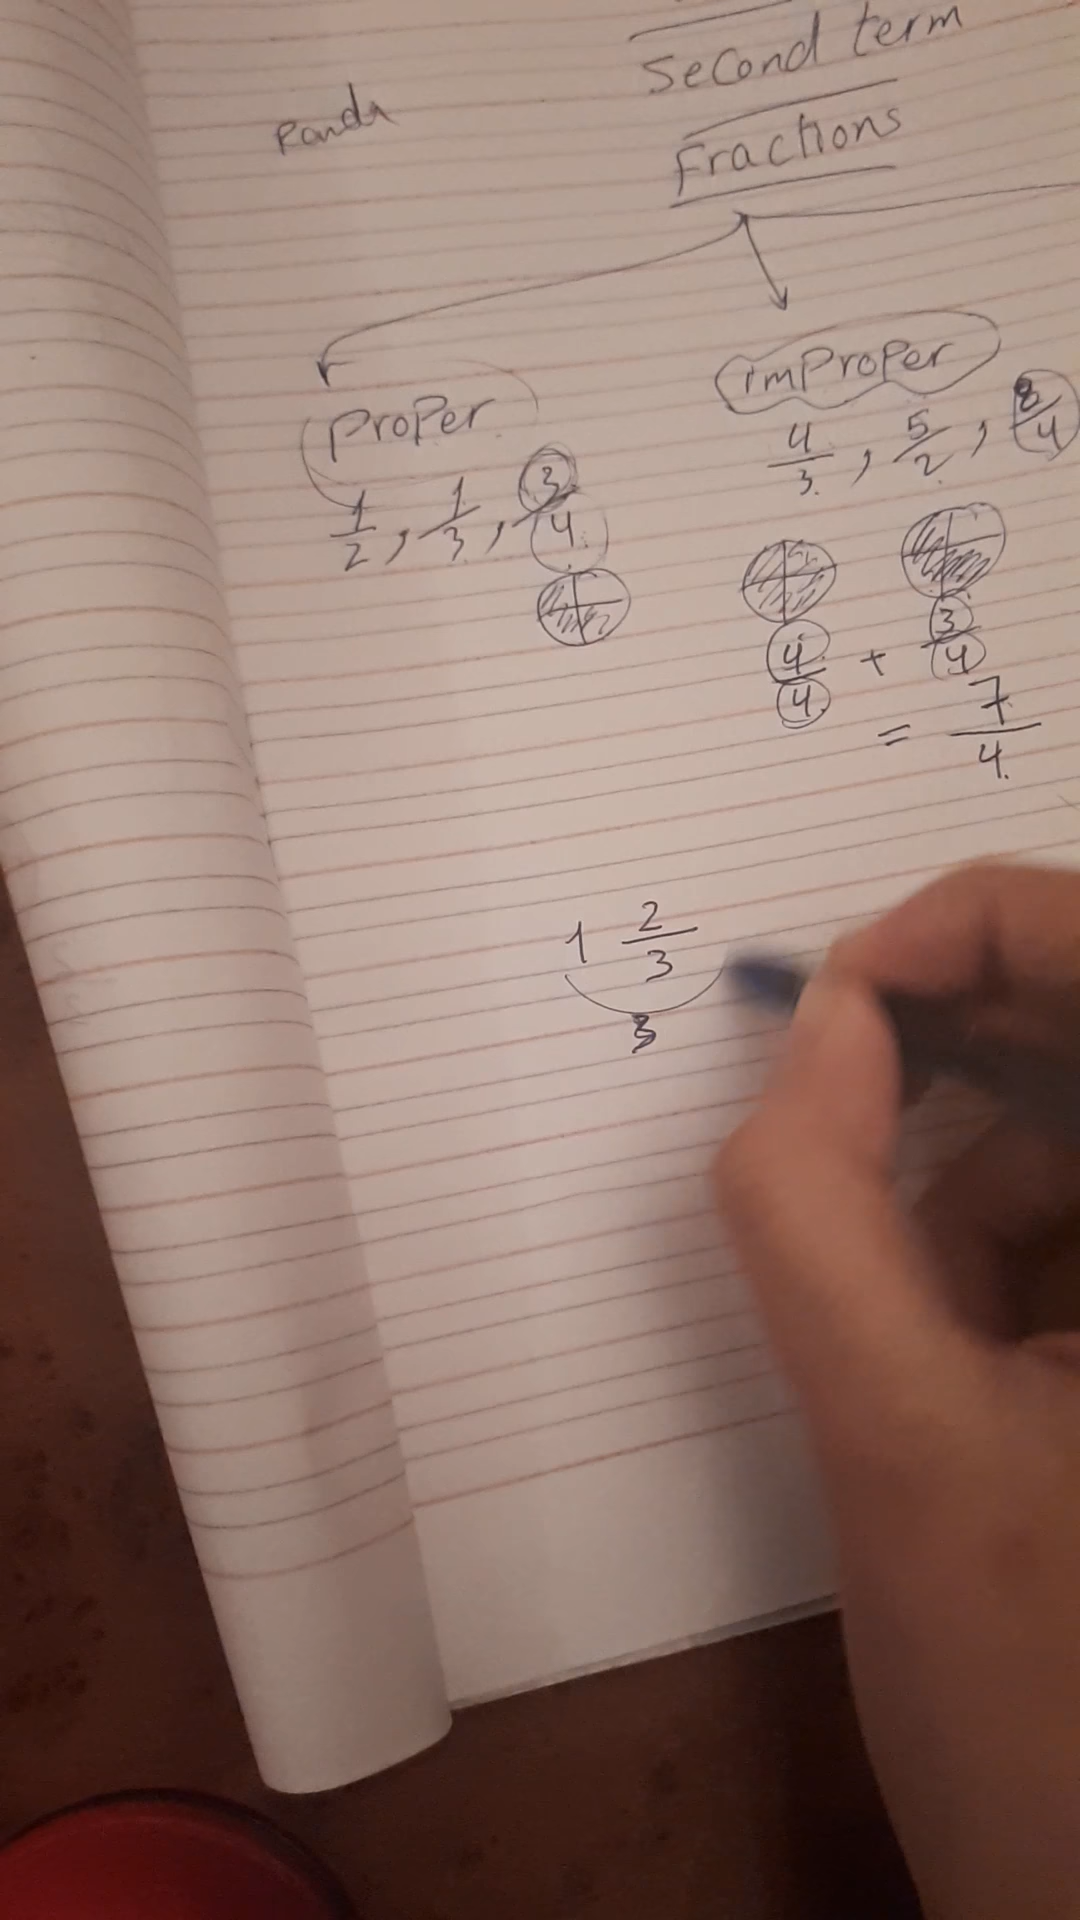 Second term
Randa
Fractions
proper
improper
1/2, 1/3, 3/4
4/3, 5/2, 8/4
4/4 + 3/4
= 7/4
1 2/3
3